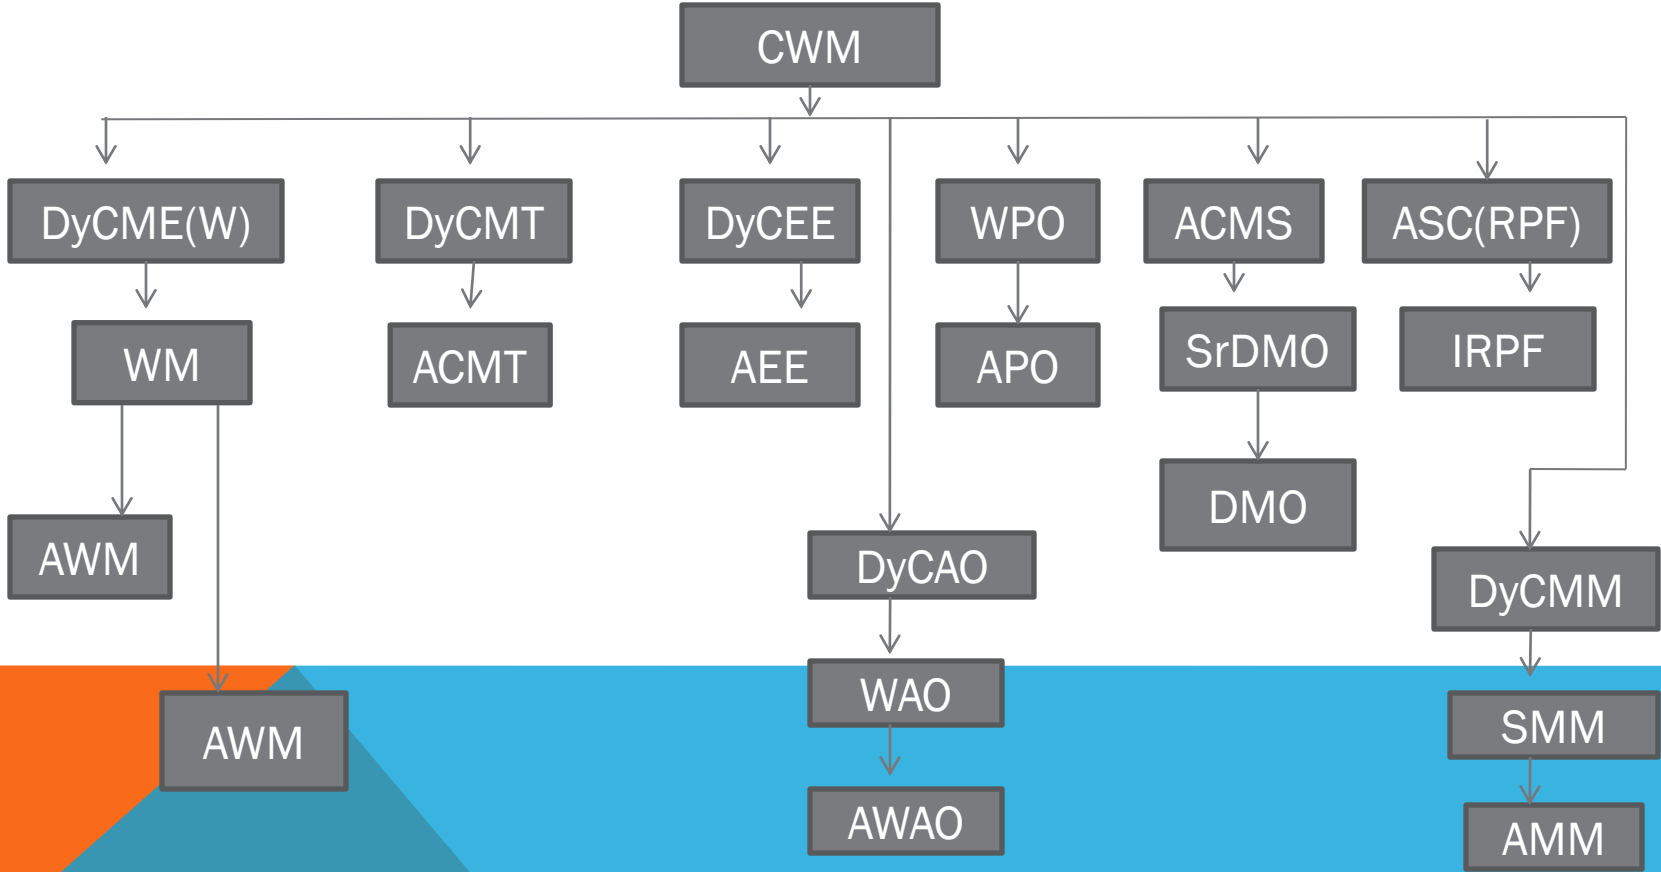 CWM
DyCME(W)
DyCMT
DyCEE
WPO
ACMS
ASC(RPF)
WM
ACMT
AEE
APO
SrDMO
IRPF
DMO
AWM
DyCAO
DyCMM
AWM
WAO
SMM
AWAO
AMM